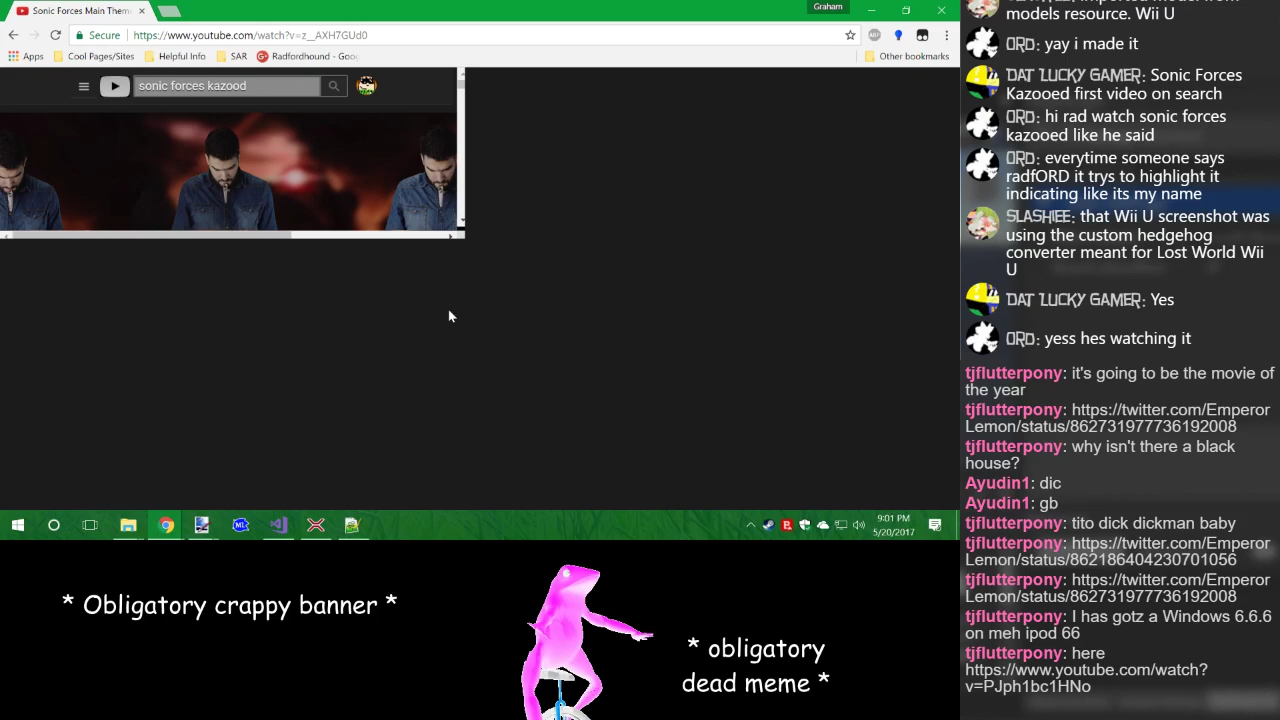 Sonic Forces Main Them
Graham
Secure https://www.youtube.com/watch?v=z__AXH7GUd0
ABP
Apps Cool Pages/Sites Helpful Info SAR Radfordhound - Goo Other bookmarks
sonic forces kazood
ML
9:01 PM
5/20/2017
* Obligatory crappy banner *
* obligatory
dead meme *
models resource. Wii U
ORD: yay i made it
DAT LUCKY GAMER: Sonic Forces
Kazooed first video on search
ORD: hi rad watch sonic forces
kazooed like he said
ORD: everytime someone says
radfORD it trys to highlight it
indicating like its my name
SLASHIEE: that Wii U screenshot was
using the custom hedgehog
converter meant for Lost World Wii
U
DAT LUCKY GAMER: Yes
ORD: yess hes watching it
tjflutterpony: it's going to be the movie of
the year
tjflutterpony: https://twitter.com/Emperor
Lemon/status/862731977736192008
tjflutterpony: why isn't there a black
house?
Ayudin1: dic
Ayudin1: gb
tjflutterpony: tito dick dickman baby
tjflutterpony: https://twitter.com/Emperor
Lemon/status/862186404230701056
tjflutterpony: https://twitter.com/Emperor
Lemon/status/862731977736192008
tjflutterpony: I has gotz a Windows 6.6.6
on meh ipod 66
tjflutterpony: here
https://www.youtube.com/watch?
v=PJph1bc1HNo